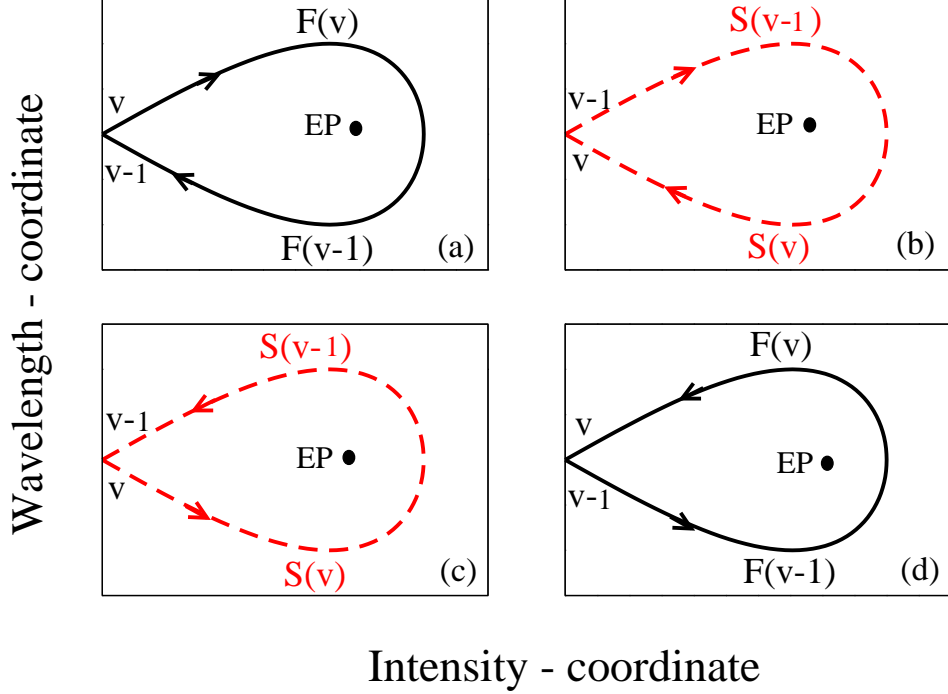 F(v)
v
EP
v-1
F(v-1)
(a)
S(v-1)
v-1
EP
v
S(v)
(b)
S(v-1)
v-1
EP
v
S(v)
(c)
F(v)
v
EP
v-1
F(v-1)
(d)
Wavelength - coordinate
Intensity - coordinate